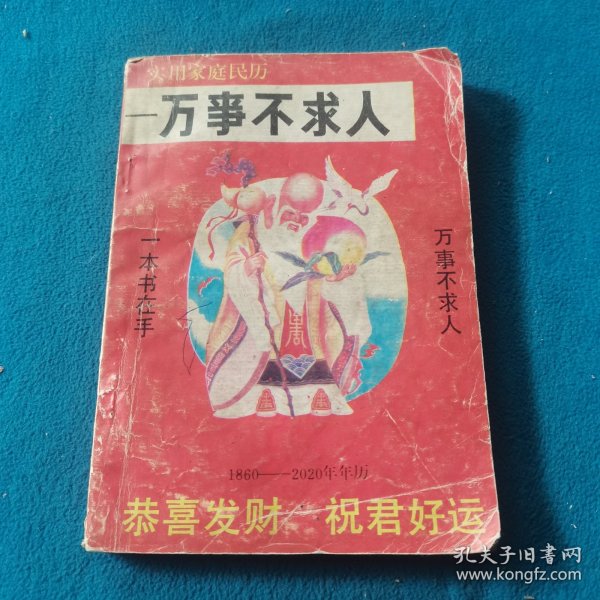 实用家庭民历
一万事不求人
一本书在手
万事不求人
1860——2020年年历
恭喜发财 祝君好运
孔夫子旧书网
www.kongfz.com